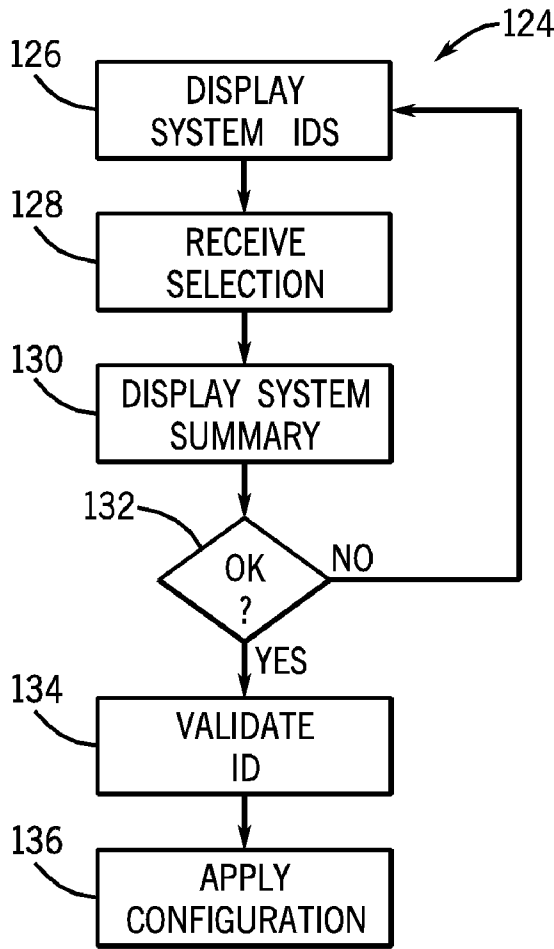 124
126
DISPLAY
SYSTEM IDS
128
RECEIVE
SELECTION
130
DISPLAY SYSTEM
SUMMARY
132
OK
?
NO
YES
134
VALIDATE
ID
136
APPLY
CONFIGURATION